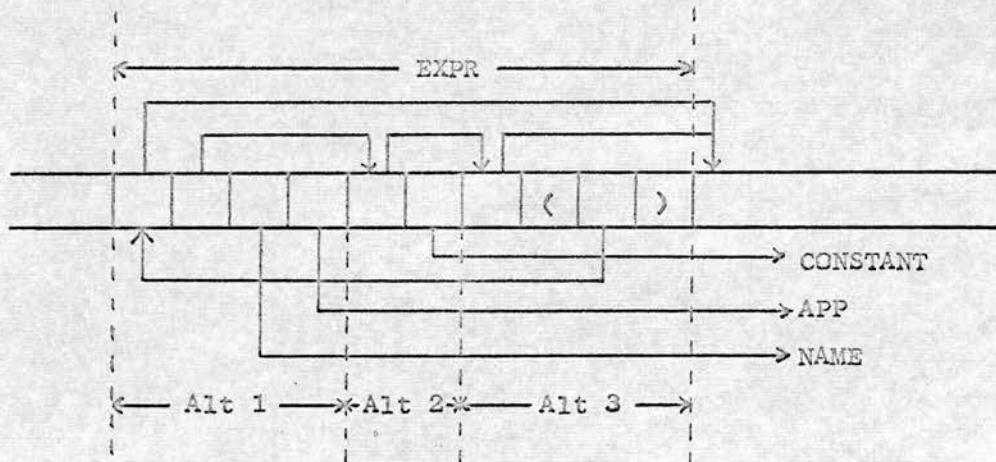 EXPR
( )
CONSTANT
APP
NAME
Alt 1 Alt 2 Alt 3